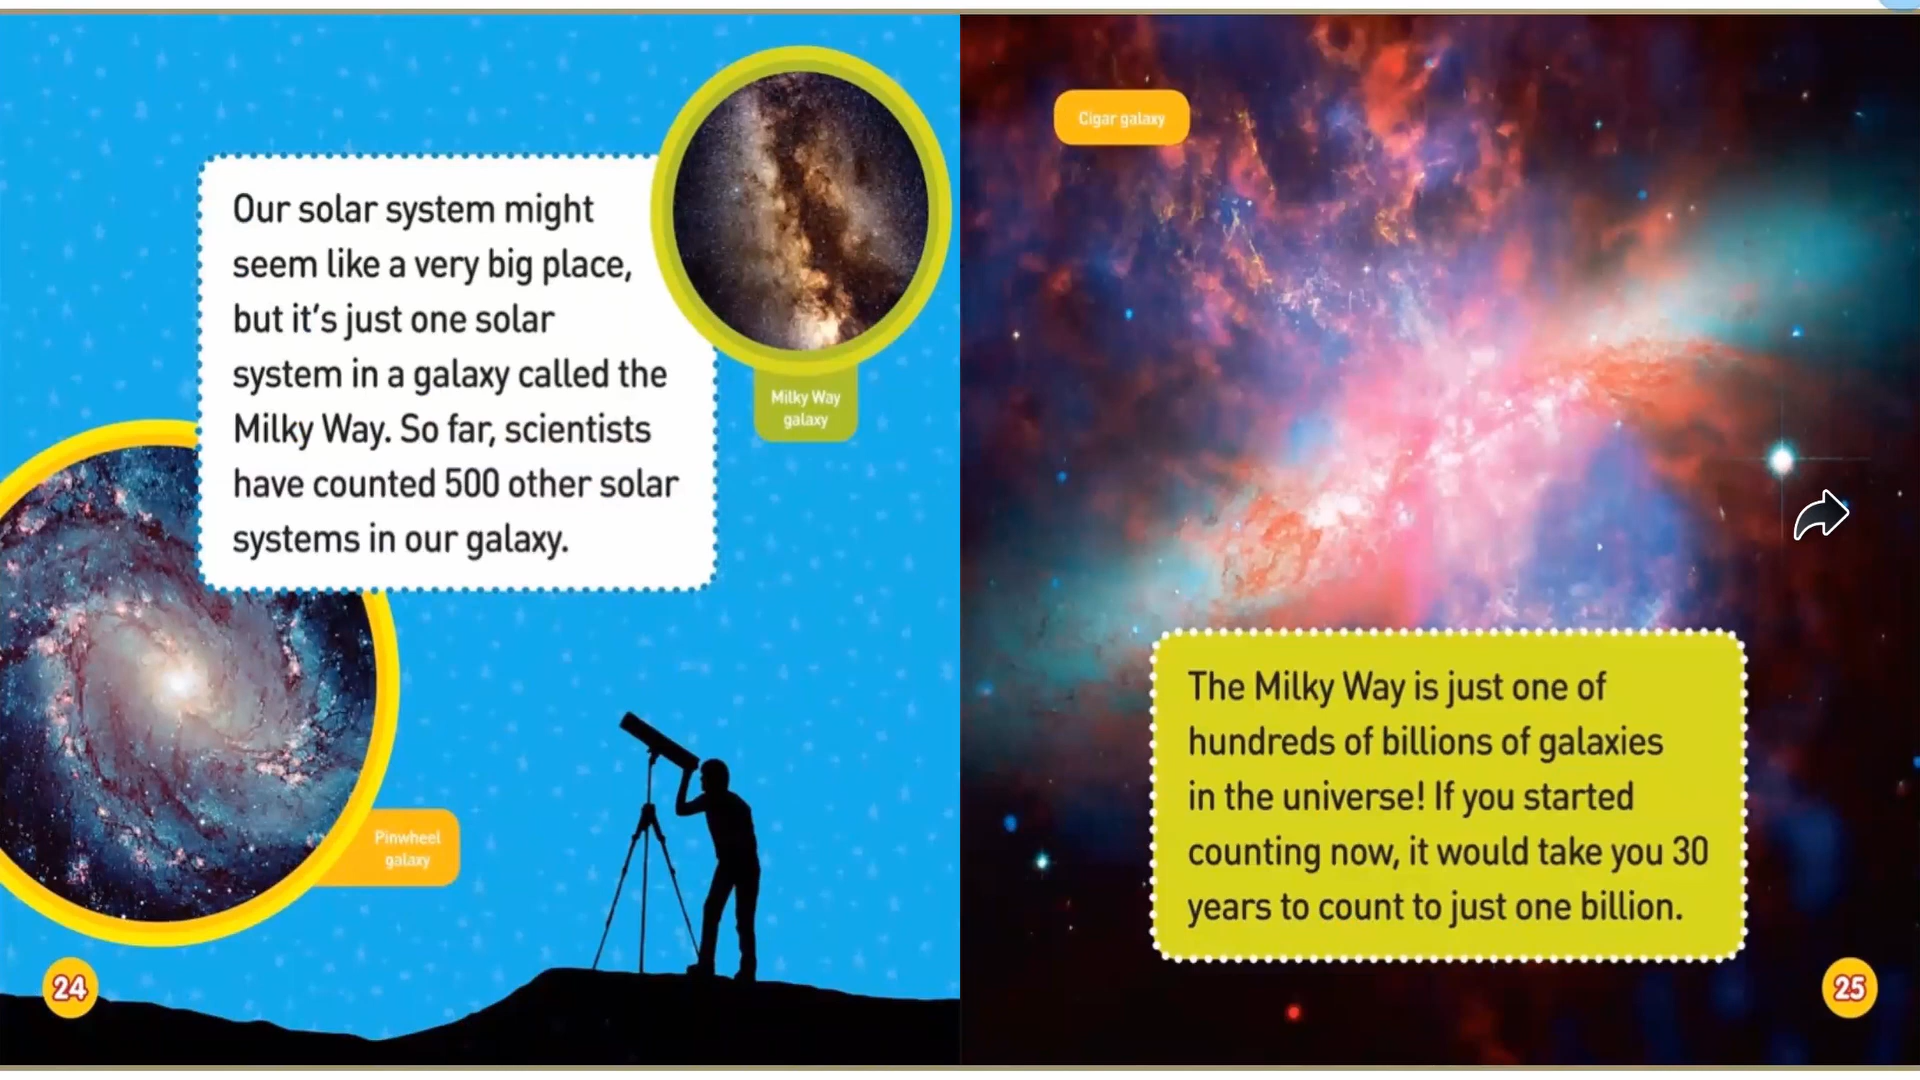 Our solar system might
seem like a very big place,
but it's just one solar
system in a galaxy called the
Milky Way. So far, scientists
have counted 500 other solar
systems in our galaxy.
Milky Way
galaxy
Pinwheel
galaxy
24
Cigar galaxy
The Milky Way is just one of
hundreds of billions of galaxies
in the universe! If you started
counting now, it would take you 30
years to count to just one billion.
25